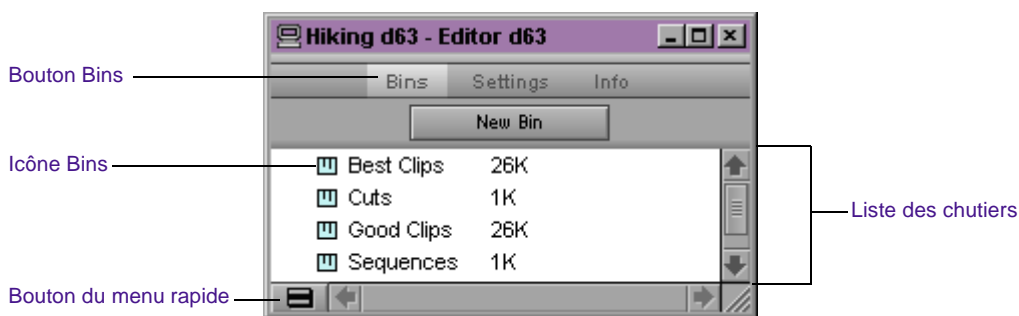 Hiking d63 - Editor d63
Bouton Bins
Bins Settings Info
New Bin
Icône Bins
Best Clips 26K
Cuts 1K
Good Clips 26K
Sequences 1K
Liste des chutiers
Bouton du menu rapide